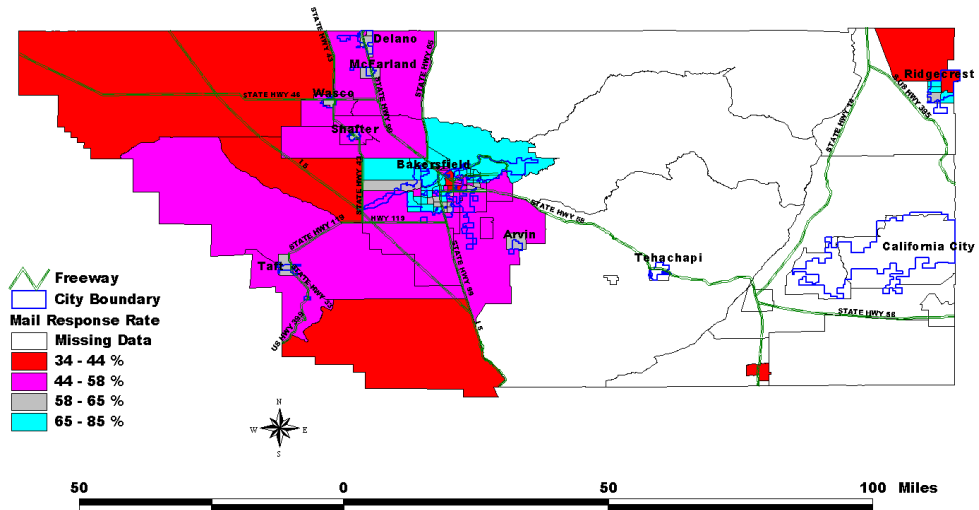 Delano
STATE HWY 43
STATE HWY 65
McFarland
Ridgecrest
US HWY 395
Wasco
STATE HWY 46
STATE HWY 99
STATE HWY 14
Shafter
I 5
STATE HWY 43
Bakersfield
STATE HWY 119
HWY 119
STATE HWY 58
Arvin
California City
Tehachapi
Taft
STATE HWY 33
STATE HWY 99
I 5
US HWY 399
STATE HWY 58
Freeway
City Boundary
Mail Response Rate
Missing Data
34 - 44 %
44 - 58 %
58 - 65 %
65 - 85 %
N
W E
S
50 0 50 100 Miles